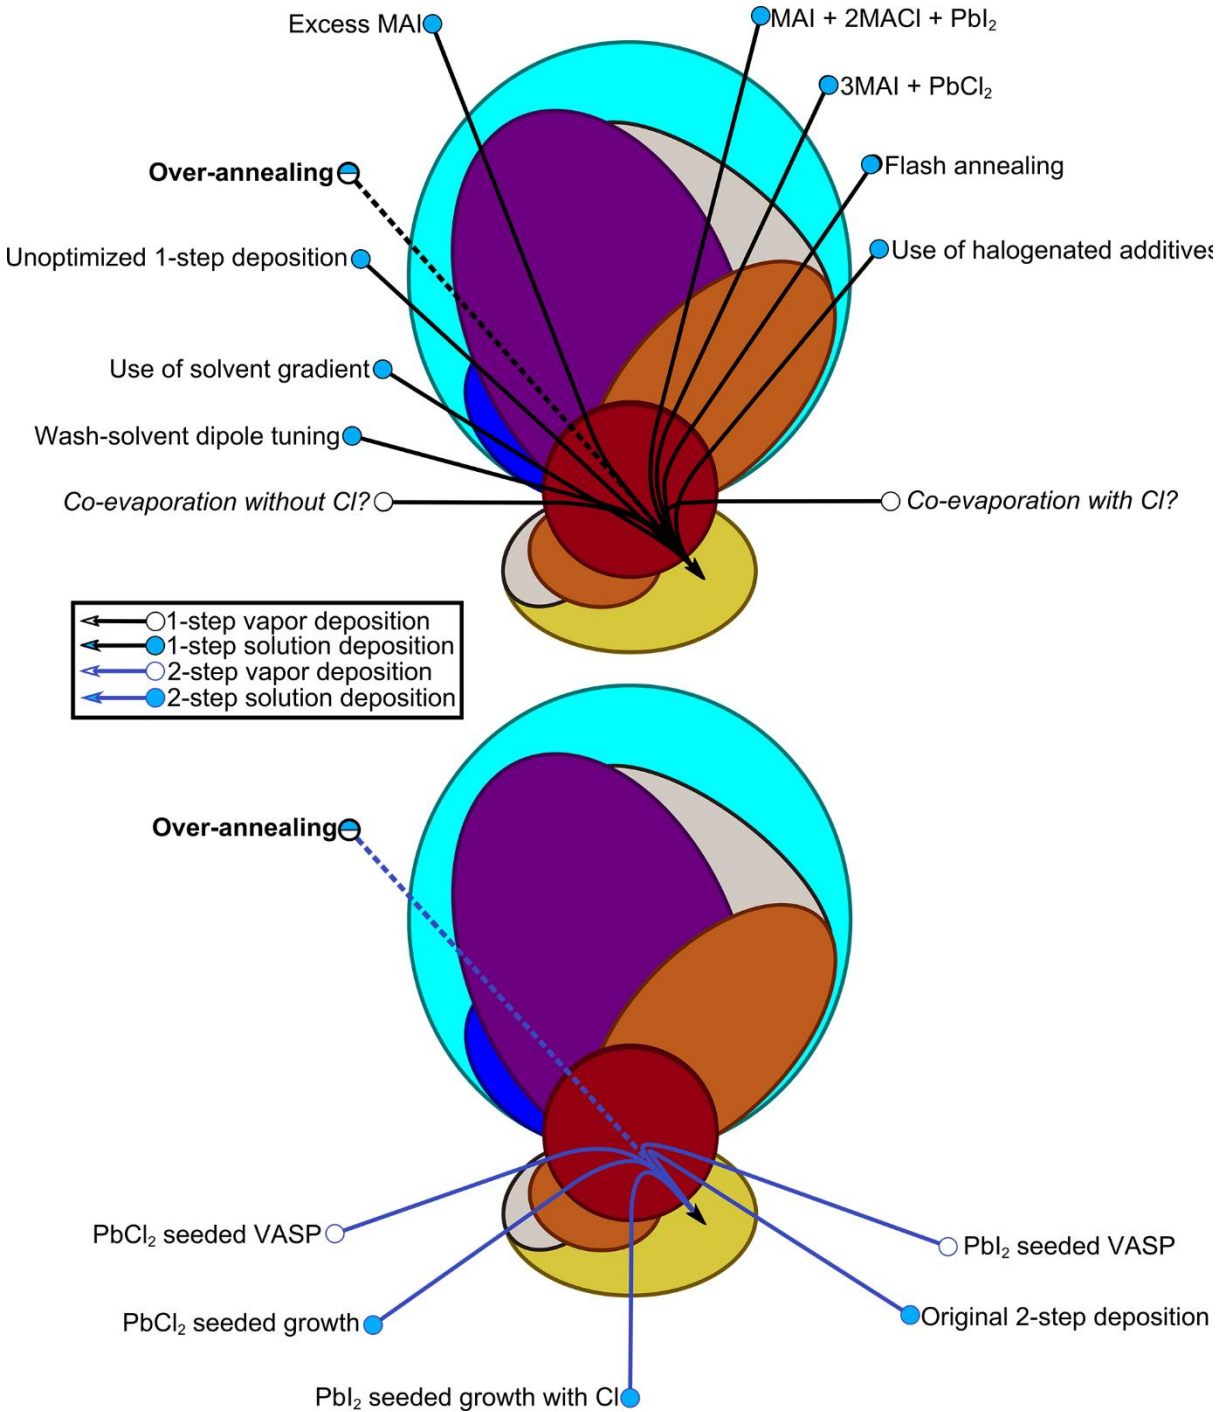 Excess MAI
MAI + 2MACl + PbI₂
3MAI + PbCl₂
Over-annealing
Flash annealing
Unoptimized 1-step deposition
Use of halogenated additives
Use of solvent gradient
Wash-solvent dipole tuning
Co-evaporation without Cl?
Co-evaporation with Cl?
1-step vapor deposition
1-step solution deposition
2-step vapor deposition
2-step solution deposition
Over-annealing
PbCl₂ seeded VASP
PbI₂ seeded VASP
PbCl₂ seeded growth
Original 2-step deposition
PbI₂ seeded growth with Cl